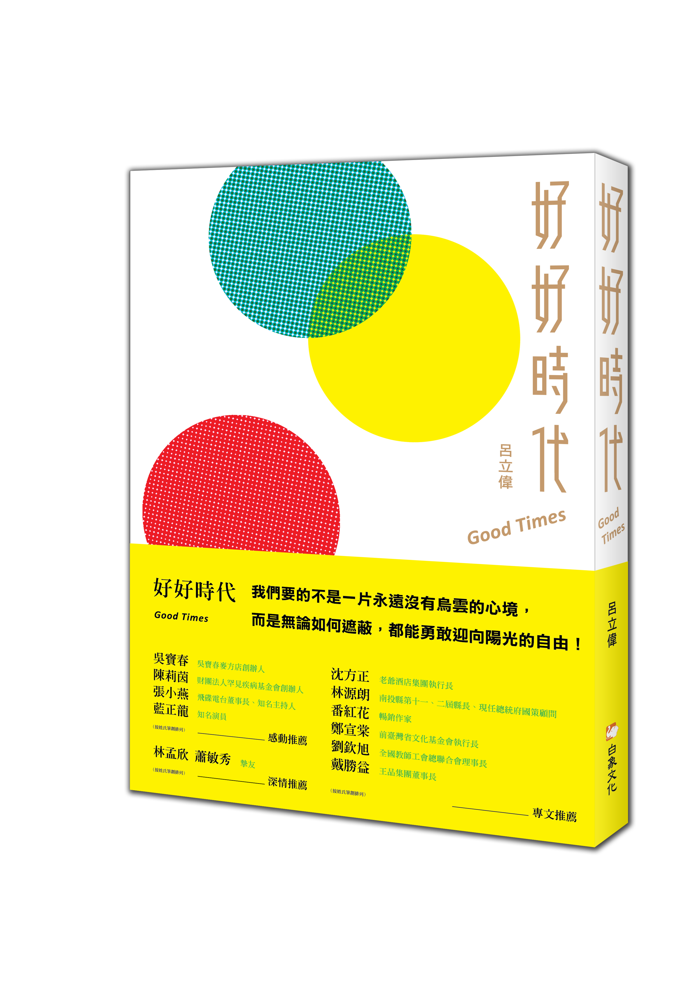 好好時代
呂立偉
Good Times
好好時代
Good Times
我們要的不是一片永遠沒有烏雲的心境，
而是無論如何遮蔽，都能勇敢迎向陽光的自由！
吳寶春 吳寶春麥方店創辦人
陳莉茵 財團法人罕見疾病基金會創辦人
張小燕 飛碟電台董事長、知名主持人
藍正龍 知名演員
（按姓氏筆劃排列）
感動推薦
林孟欣 蕭敏秀 摯友
（按姓氏筆劃排列）
深情推薦
沈方正 老爺酒店集團執行長
林源朗 南投縣第十一、二屆縣長、現任總統府國策顧問
番紅花 暢銷作家
鄭宣棠 前臺灣省文化基金會執行長
劉欽旭 全國教師工會總聯合會理事長
戴勝益 王品集團董事長
（按姓氏筆劃排列）
專文推薦
好好時代
Good
Times
呂立偉
白象文化